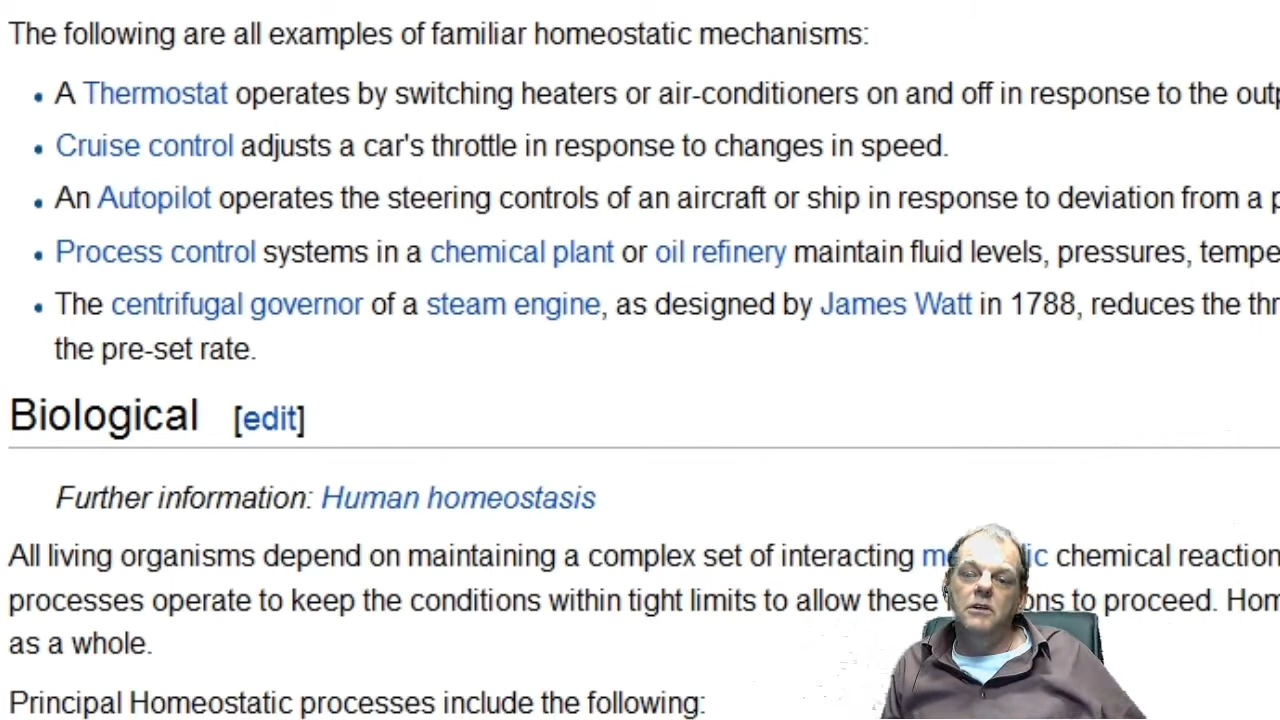 The following are all examples of familiar homeostatic mechanisms:
A Thermostat operates by switching heaters or air-conditioners on and off in response to the
Cruise control adjusts a car's throttle in response to changes in speed.
An Autopilot operates the steering controls of an aircraft or ship in response to deviation from a
Process control systems in a chemical plant or oil refinery maintain fluid levels, pressures,
The centrifugal governor of a steam engine, as designed by James Watt in 1788, reduces the
the pre-set rate.
Biological [edit]
Further information: Human homeostasis
All living organisms depend on maintaining a complex set of interacting chemical
processes operate to keep the conditions within tight limits to allow these to proceed.
as a whole.
Principal Homeostatic processes include the following: